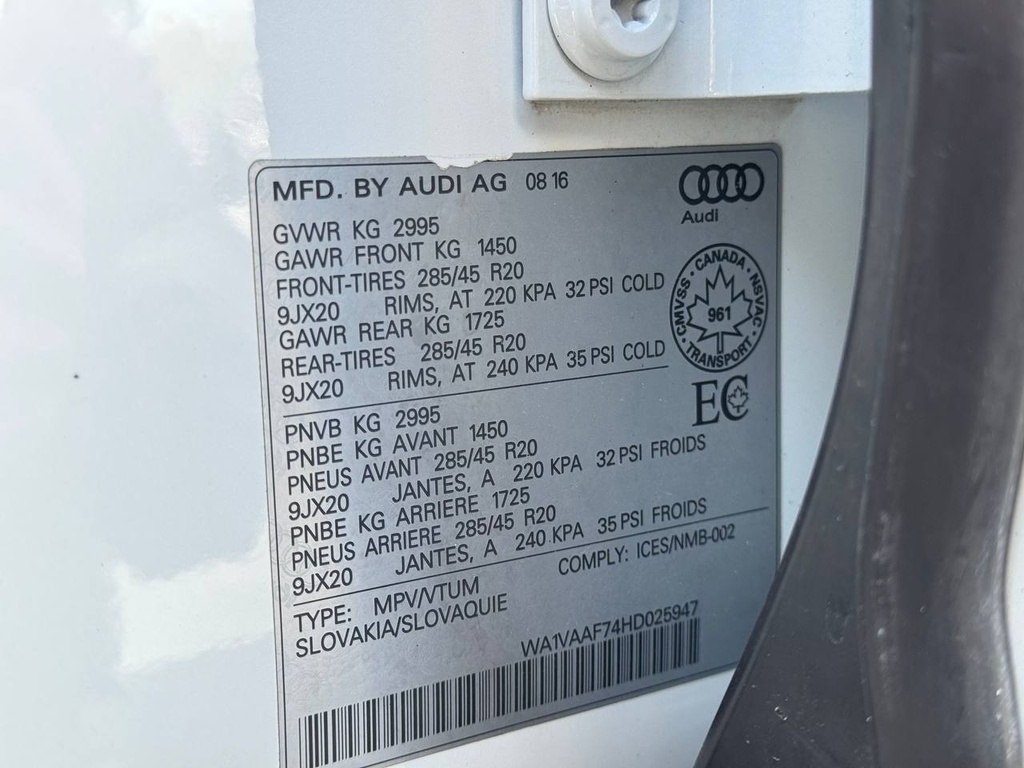 MFD. BY AUDI AG 08 16
Audi
GVWR KG 2995
GAWR FRONT KG 1450
FRONT-TIRES 285/45 R20
9JX20 RIMS, AT 220 KPA 32 PSI COLD
GAWR REAR KG 1725
REAR-TIRES 285/45 R20
9JX20 RIMS, AT 240 KPA 35 PSI COLD
CMVSS · CANADA · NSVAC · TRANSPORT ·
961
EC
PNVB KG 2995
PNBE KG AVANT 1450
PNEUS AVANT 285/45 R20
9JX20 JANTES, A 220 KPA 32 PSI FROIDS
PNBE KG ARRIERE 1725
PNEUS ARRIERE 285/45 R20
9JX20 JANTES, A 240 KPA 35 PSI FROIDS
TYPE: MPV/VTUM COMPLY: ICES/NMB-002
SLOVAKIA/SLOVAQUIE
WA1VAAF74HD025947